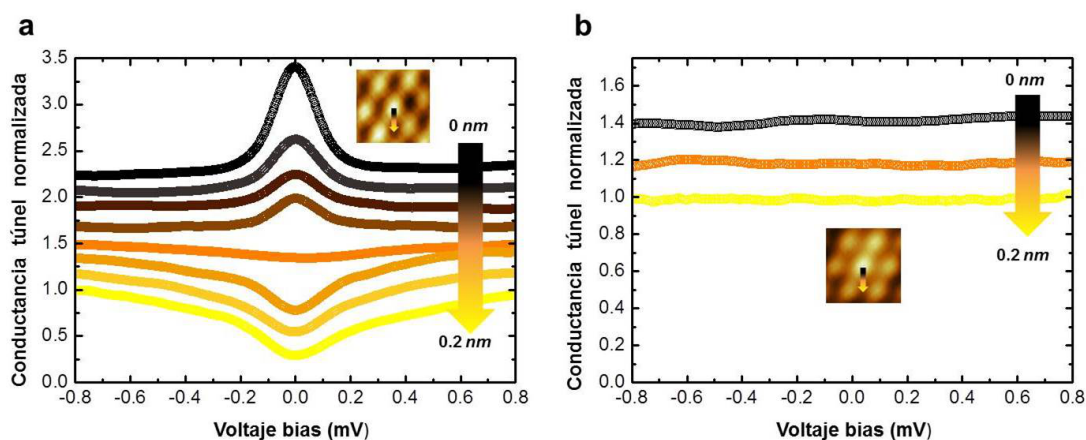 a
Conductancia túnel normalizada
3.5
3.0
2.5
2.0
1.5
1.0
0.5
0.0
-0.8 -0.6 -0.4 -0.2 0.0 0.2 0.4 0.6 0.8
Voltaje bias (mV)
0 nm
0.2 nm
b
Conductancia túnel normalizada
1.6
1.4
1.2
1.0
0.8
0.6
0.4
0.2
0.0
-0.8 -0.6 -0.4 -0.2 0.0 0.2 0.4 0.6 0.8
Voltaje bias (mV)
0 nm
0.2 nm